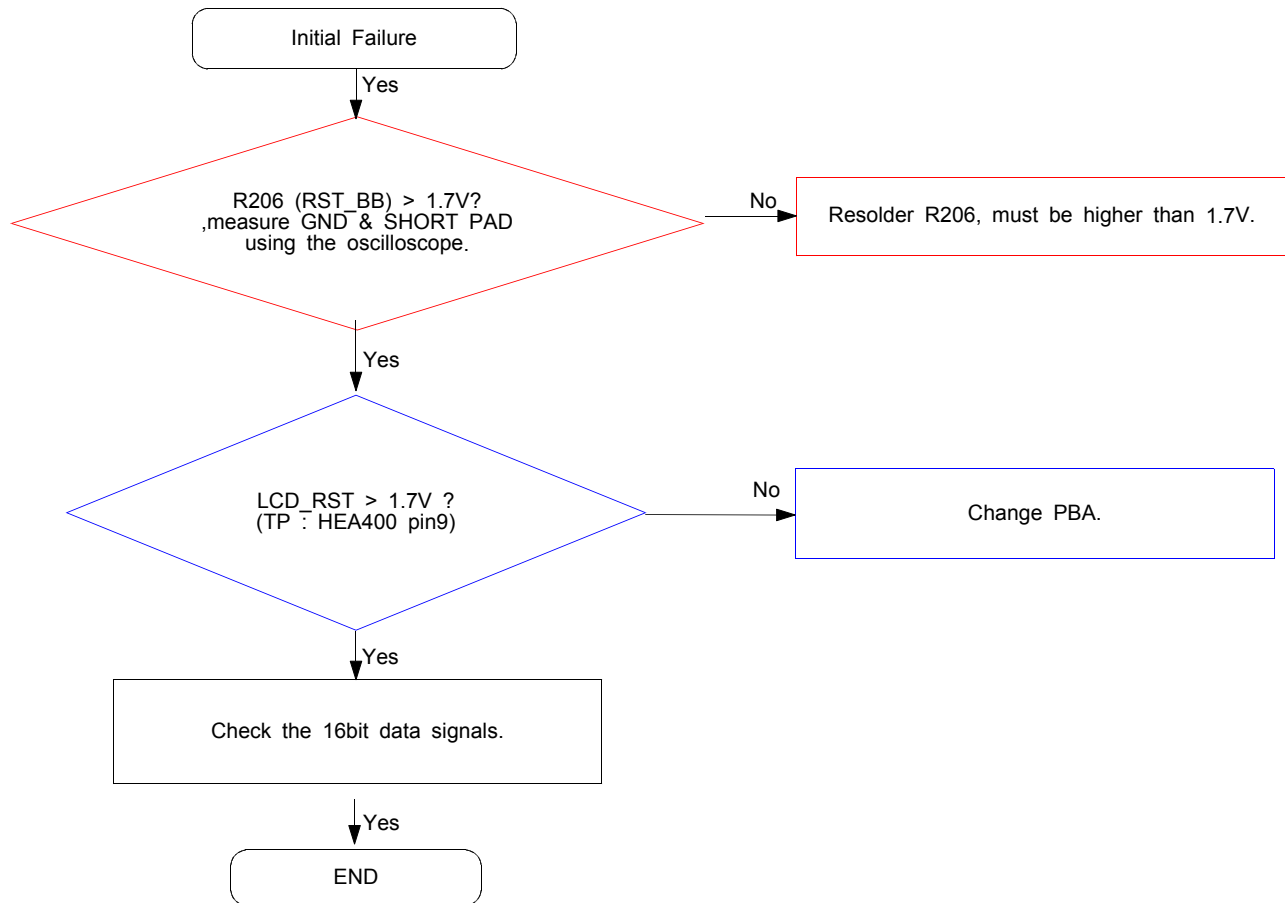 Initial Failure
Yes
R206 (RST_BB) > 1.7V?
,measure GND & SHORT PAD
using the oscilloscope.
No
Resolder R206, must be higher than 1.7V.
Yes
LCD_RST > 1.7V ?
(TP : HEA400 pin9)
No
Change PBA.
Yes
Check the 16bit data signals.
Yes
END